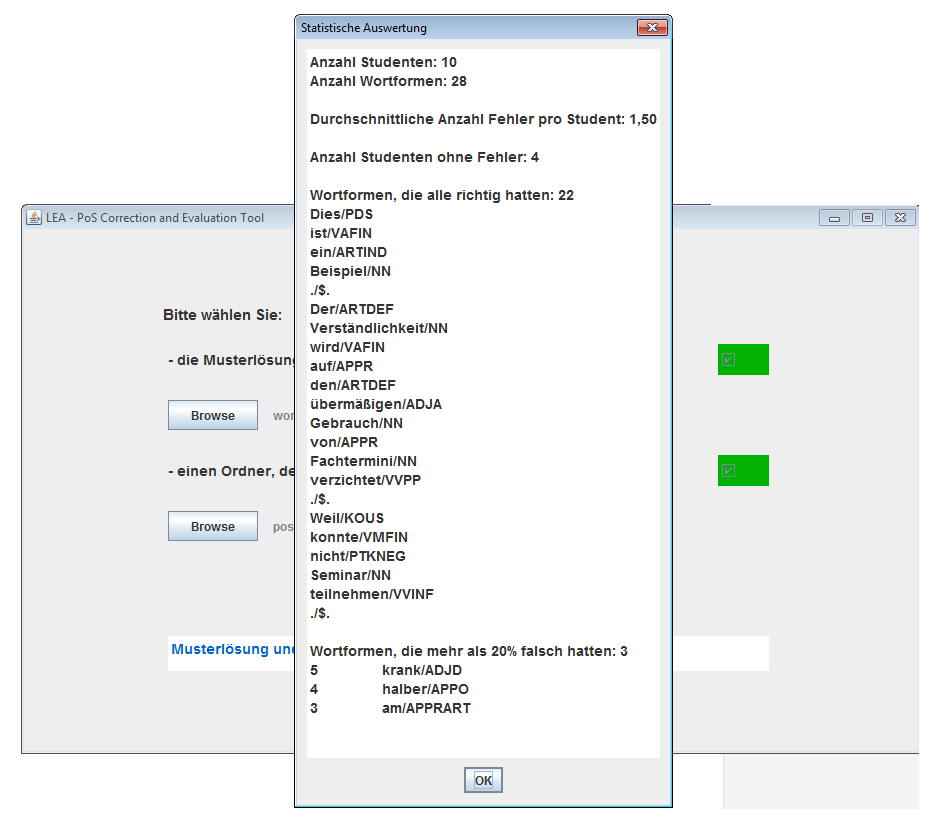 Statistische Auswertung
Anzahl Studenten: 10
Anzahl Wortformen: 28
Durchschnittliche Anzahl Fehler pro Student: 1,50
Anzahl Studenten ohne Fehler: 4
Wortformen, die alle richtig hatten: 22
Dies/PDS
ist/VAFIN
ein/ARTIND
Beispiel/NN
./$.
Der/ARTDEF
Verständlichkeit/NN
wird/VAFIN
auf/APPR
den/ARTDEF
übermäßigen/ADJA
Gebrauch/NN
von/APPR
Fachtermini/NN
verzichtet/VVPP
./$.
Weil/KOUS
konnte/VMFIN
nicht/PTKNEG
Seminar/NN
teilnehmen/VVINF
./$.
Wortformen, die mehr als 20% falsch hatten: 3
5 krank/ADJD
4 halber/APPO
3 am/APPRART
OK
LEA - PoS Correction and Evaluation Tool
Bitte wählen Sie:
- die Musterlösun
Browse wor
- einen Ordner, de
Browse pos
Musterlösung und